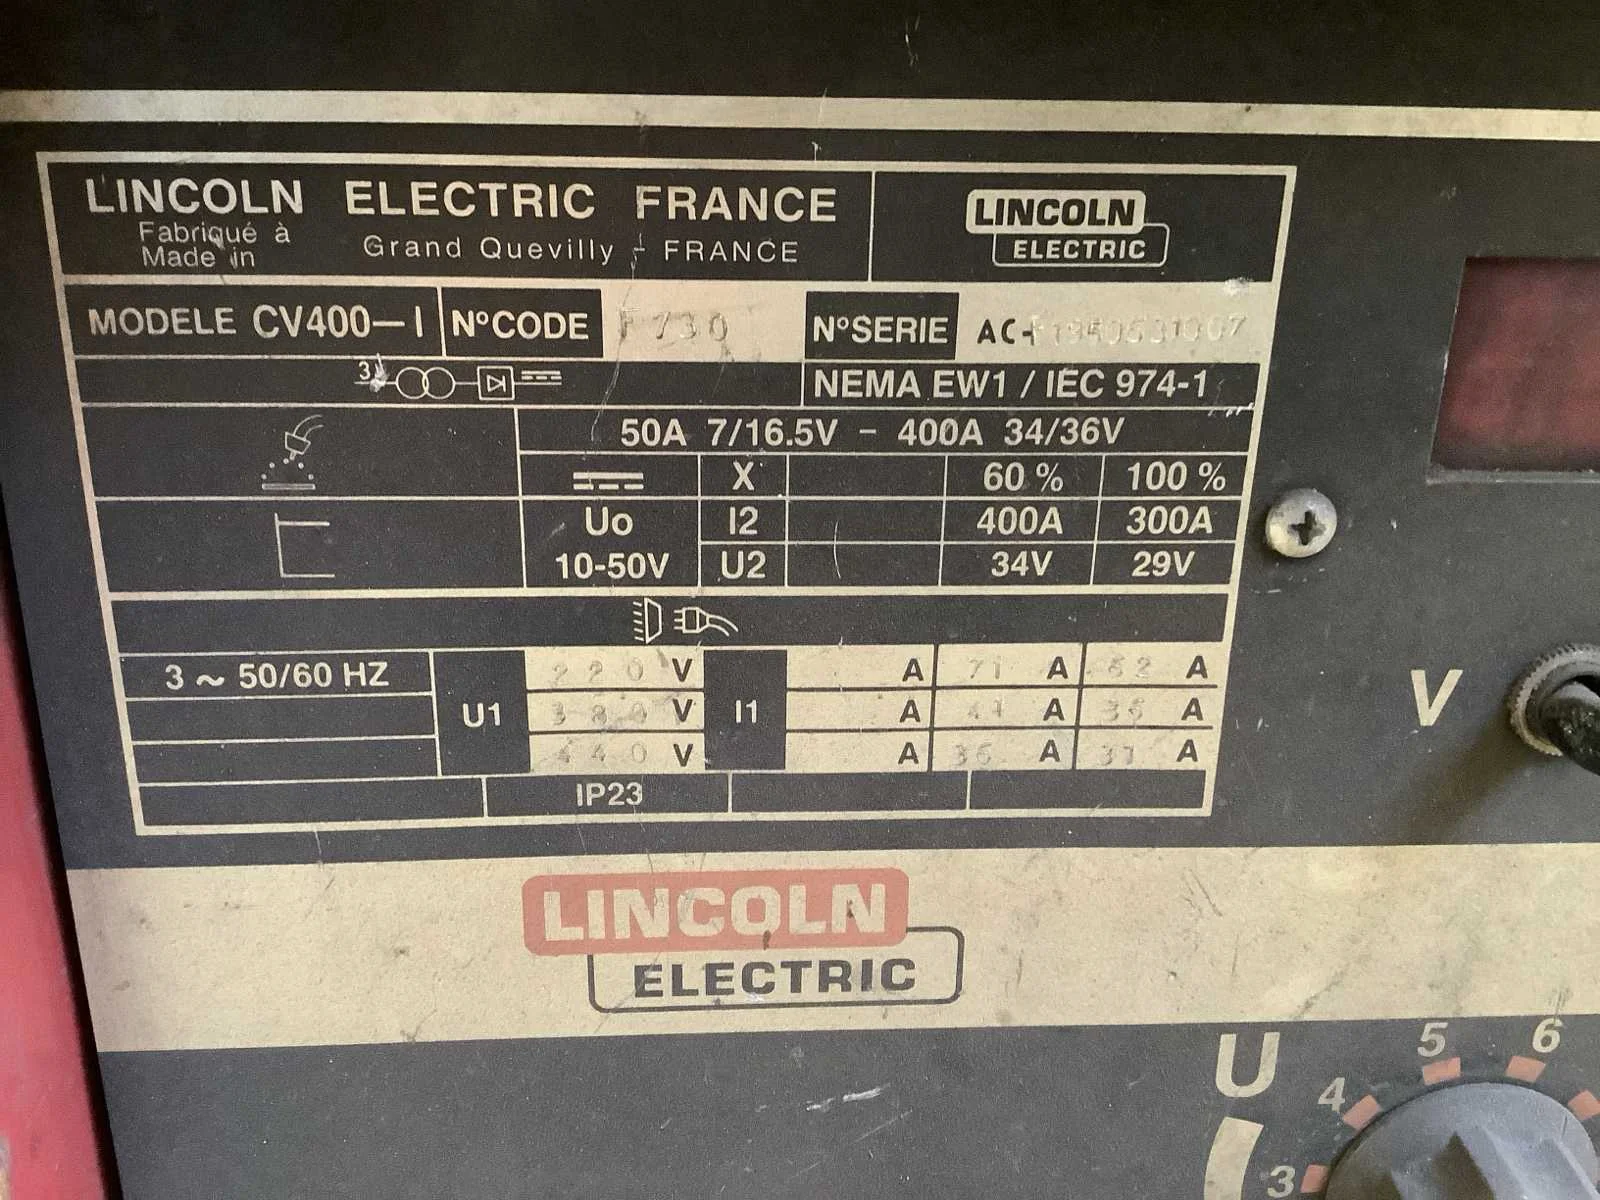 LINCOLN ELECTRIC FRANCE
Fabriqué à
Made in
Grand Quevilly - FRANCE
LINCOLN
ELECTRIC
MODELE CV400-I
N°CODE F730
N°SERIE AC-
3
NEMA EW1 / IEC 974-1
50A 7/16.5V - 400A 34/36V
X 60 % 100 %
Uo I2 400A 300A
10-50V U2 34V 29V
3 ~ 50/60 HZ
U1
I1
220 V A 71 A 62 A
380 V A 41 A 36 A
440 V A 36 A 31 A
IP23
V
LINCOLN
ELECTRIC
U
3
4
5
6